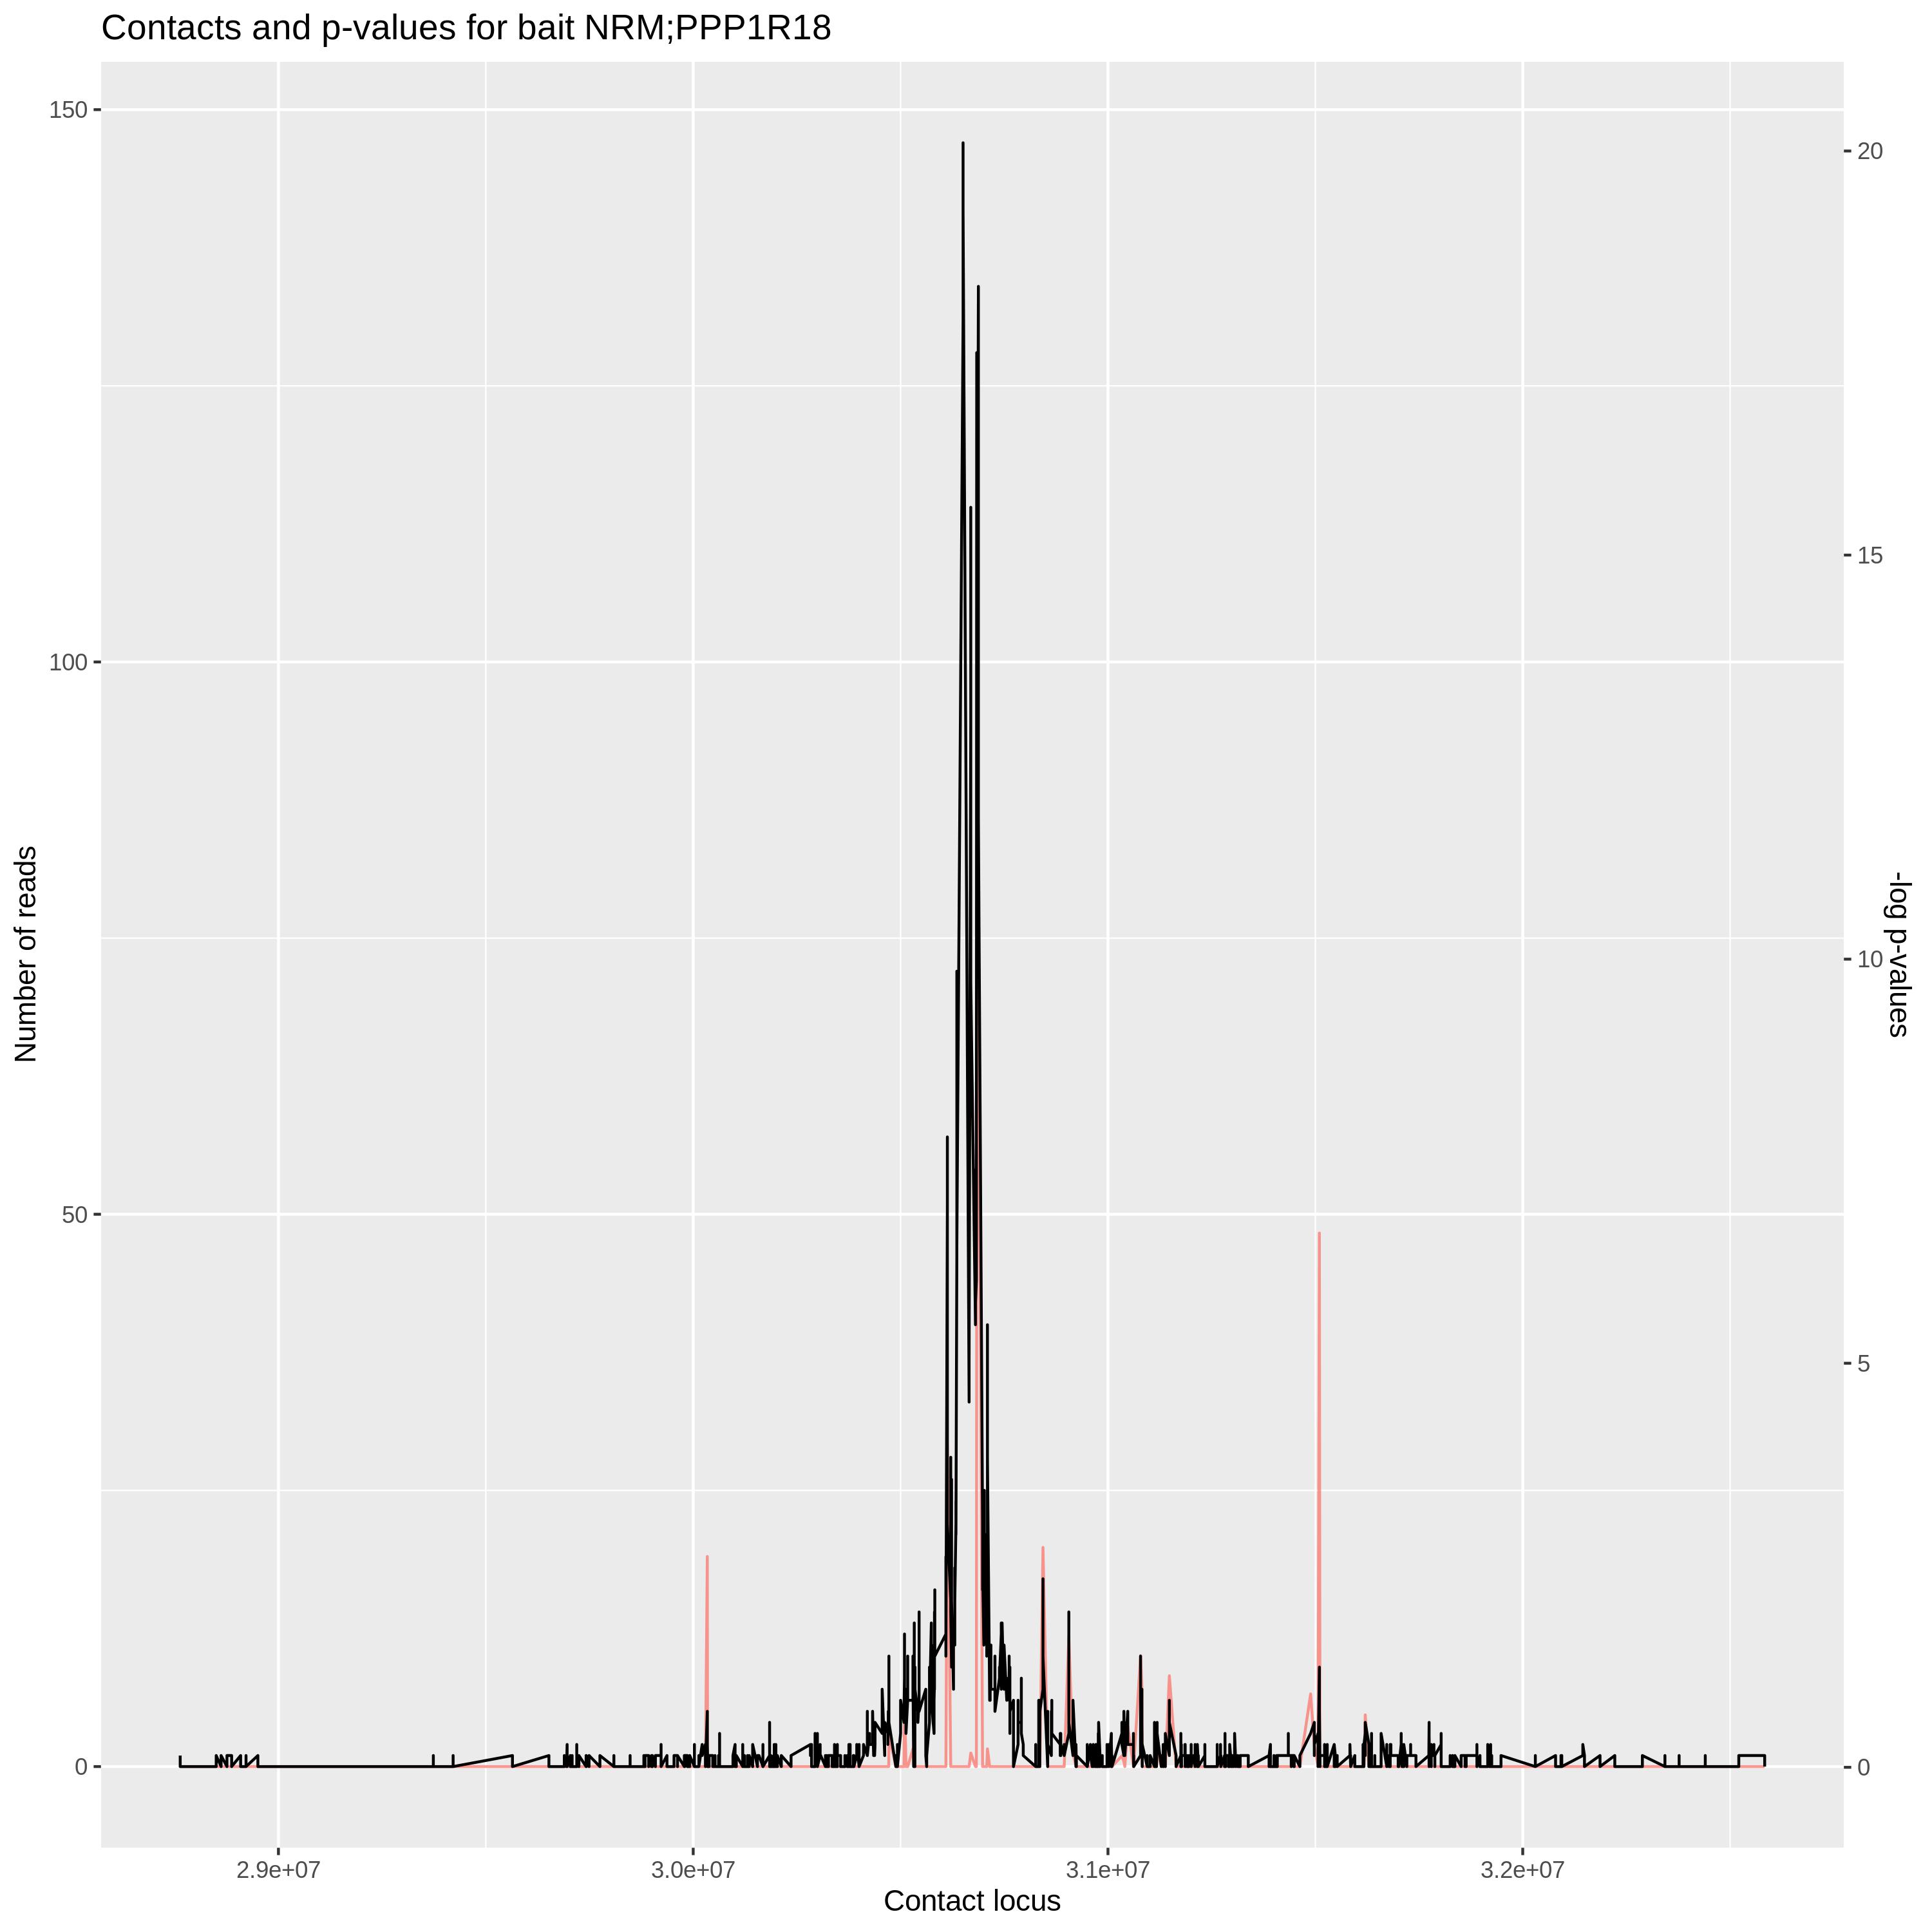 Contacts and p-values for bait NRM;PPP1R18
150
100
50
0
Number of reads
20
15
10
5
0
-log p-values
2.9e+07 3.0e+07 3.1e+07 3.2e+07
Contact locus